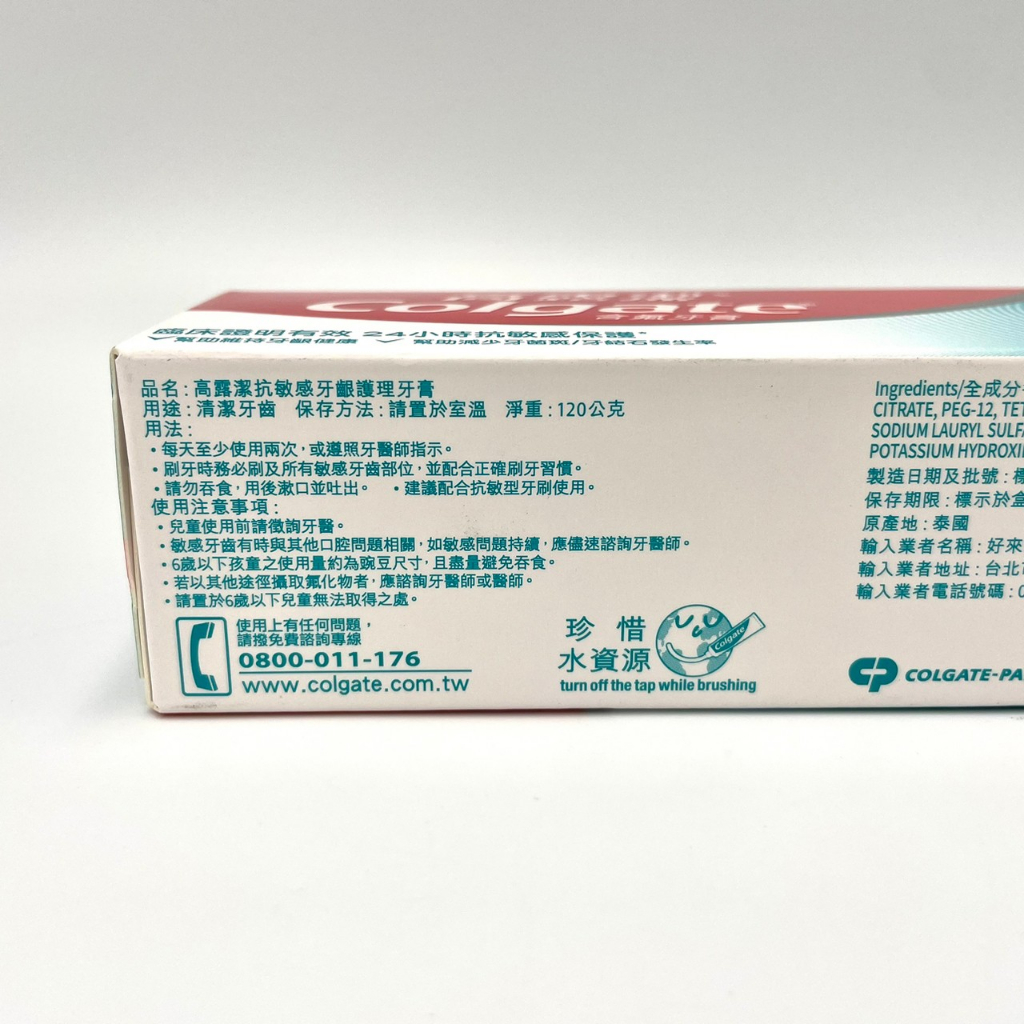 Colgate
臨床證明有效 24小時抗敏感保護*
✓幫助維持牙齦健康 ✓ 幫助減少牙菌斑/牙結石發生率
品名:高露潔抗敏感牙齦護理牙膏
用途:清潔牙齒 保存方法:請置於室溫 淨重:120公克
用法:
•每天至少使用兩次,或遵照牙醫師指示。
•刷牙時務必刷及所有敏感牙齒部位,並配合正確刷牙習慣。
•請勿吞食,用後漱口並吐出。 •建議配合抗敏型牙刷使用。
使用注意事項:
•兒童使用前請徵詢牙醫。
•敏感牙齒有時與其他口腔問題相關,如敏感問題持續,應儘速諮詢牙醫師。
•6歲以下孩童之使用量約為豌豆尺寸,且盡量避免吞食。
•若以其他途徑攝取氟化物者,應諮詢牙醫師或醫師。
•請置於6歲以下兒童無法取得之處。
使用上有任何問題,
請撥免費諮詢專線
0800-011-176
www.colgate.com.tw
珍惜
水資源
Colgate
turn off the tap while brushing
Ingredients/全成分
CITRATE, PEG-12, TET
SODIUM LAURYL SULF
POTASSIUM HYDROXI
製造日期及批號:標
保存期限:標示於盒
原產地:泰國
輸入業者名稱:好來
輸入業者地址:台北
輸入業者電話號碼:0
CP COLGATE-PA